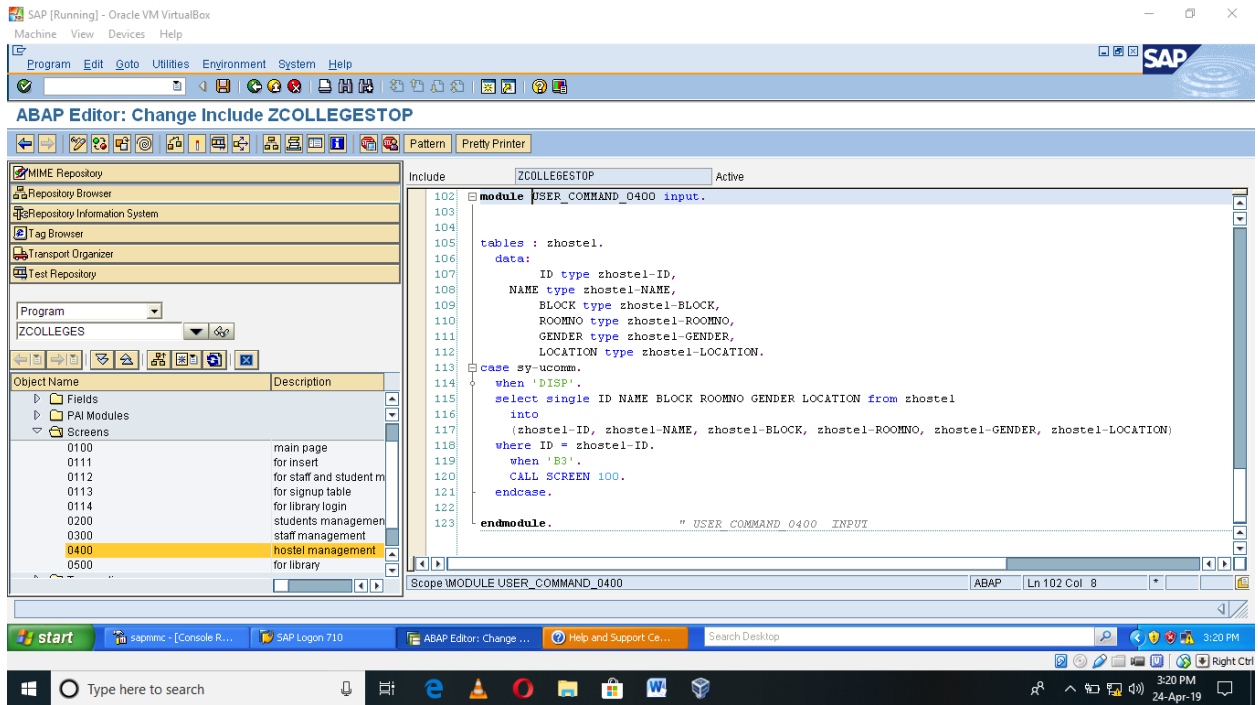 SAP [Running] - Oracle VM VirtualBox
Machine View Devices Help
Program Edit Goto Utilities Environment System Help
SAP
ABAP Editor: Change Include ZCOLLEGESTOP
Pattern Pretty Printer
MIME Repository
Repository Browser
Repository Information System
Tag Browser
Transport Organizer
Test Repository
Program
ZCOLLEGES
Object Name Description
Fields
PAI Modules
Screens
0100 main page
0111 for insert
0112 for staff and student m
0113 for signup table
0114 for library login
0200 students managemen
0300 staff management
0400 hostel management
0500 for library
Include ZCOLLEGESTOP Active
102 module USER_COMMAND_0400 input.
103
104
105 tables : zhostel.
106 data:
107 ID type zhostel-ID,
108 NAME type zhostel-NAME,
109 BLOCK type zhostel-BLOCK,
110 ROOMNO type zhostel-ROOMNO,
111 GENDER type zhostel-GENDER,
112 LOCATION type zhostel-LOCATION.
113 case sy-ucomm.
114 when 'DISP'.
115 select single ID NAME BLOCK ROOMNO GENDER LOCATION from zhostel
116 into
117 (zhostel-ID, zhostel-NAME, zhostel-BLOCK, zhostel-ROOMNO, zhostel-GENDER, zhostel-LOCATION)
118 where ID = zhostel-ID.
119 when 'B3'.
120 CALL SCREEN 100.
121 endcase.
122
123 endmodule. " USER_COMMAND_0400 INPUT
Scope \MODULE USER_COMMAND_0400 ABAP Ln 102 Col 8 *
start sapmmc - [Console R... SAP Logon 710 ABAP Editor: Change ... Help and Support Ce... Search Desktop 3:20 PM
Right Ctrl
Type here to search 3:20 PM
24-Apr-19